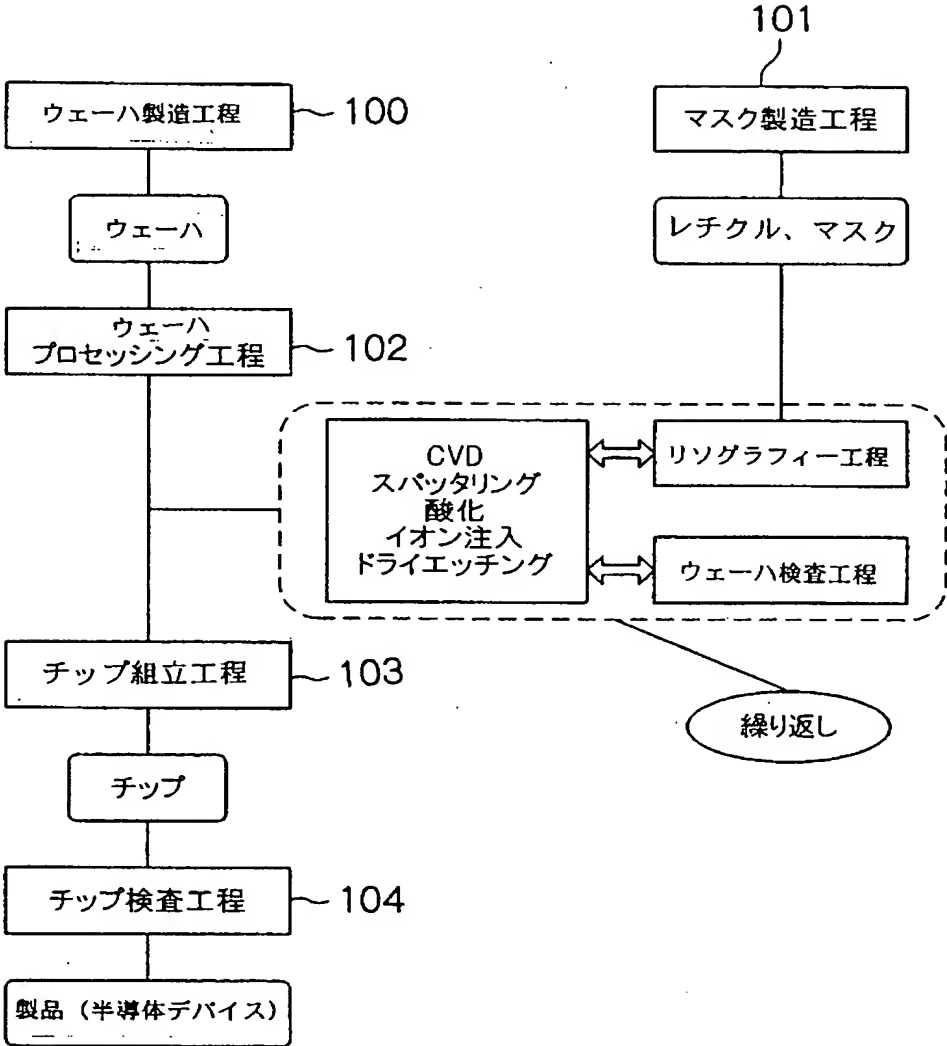 101
ウェーハ製造工程
100
マスク製造工程
ウェーハ
レチクル、マスク
ウェーハ
プロセッシング工程
102
CVD
スパッタリング
酸化
イオン注入
ドライエッチング
リソグラフィー工程
ウェーハ検査工程
チップ組立工程
103
繰り返し
チップ
チップ検査工程
104
製品（半導体デバイス）